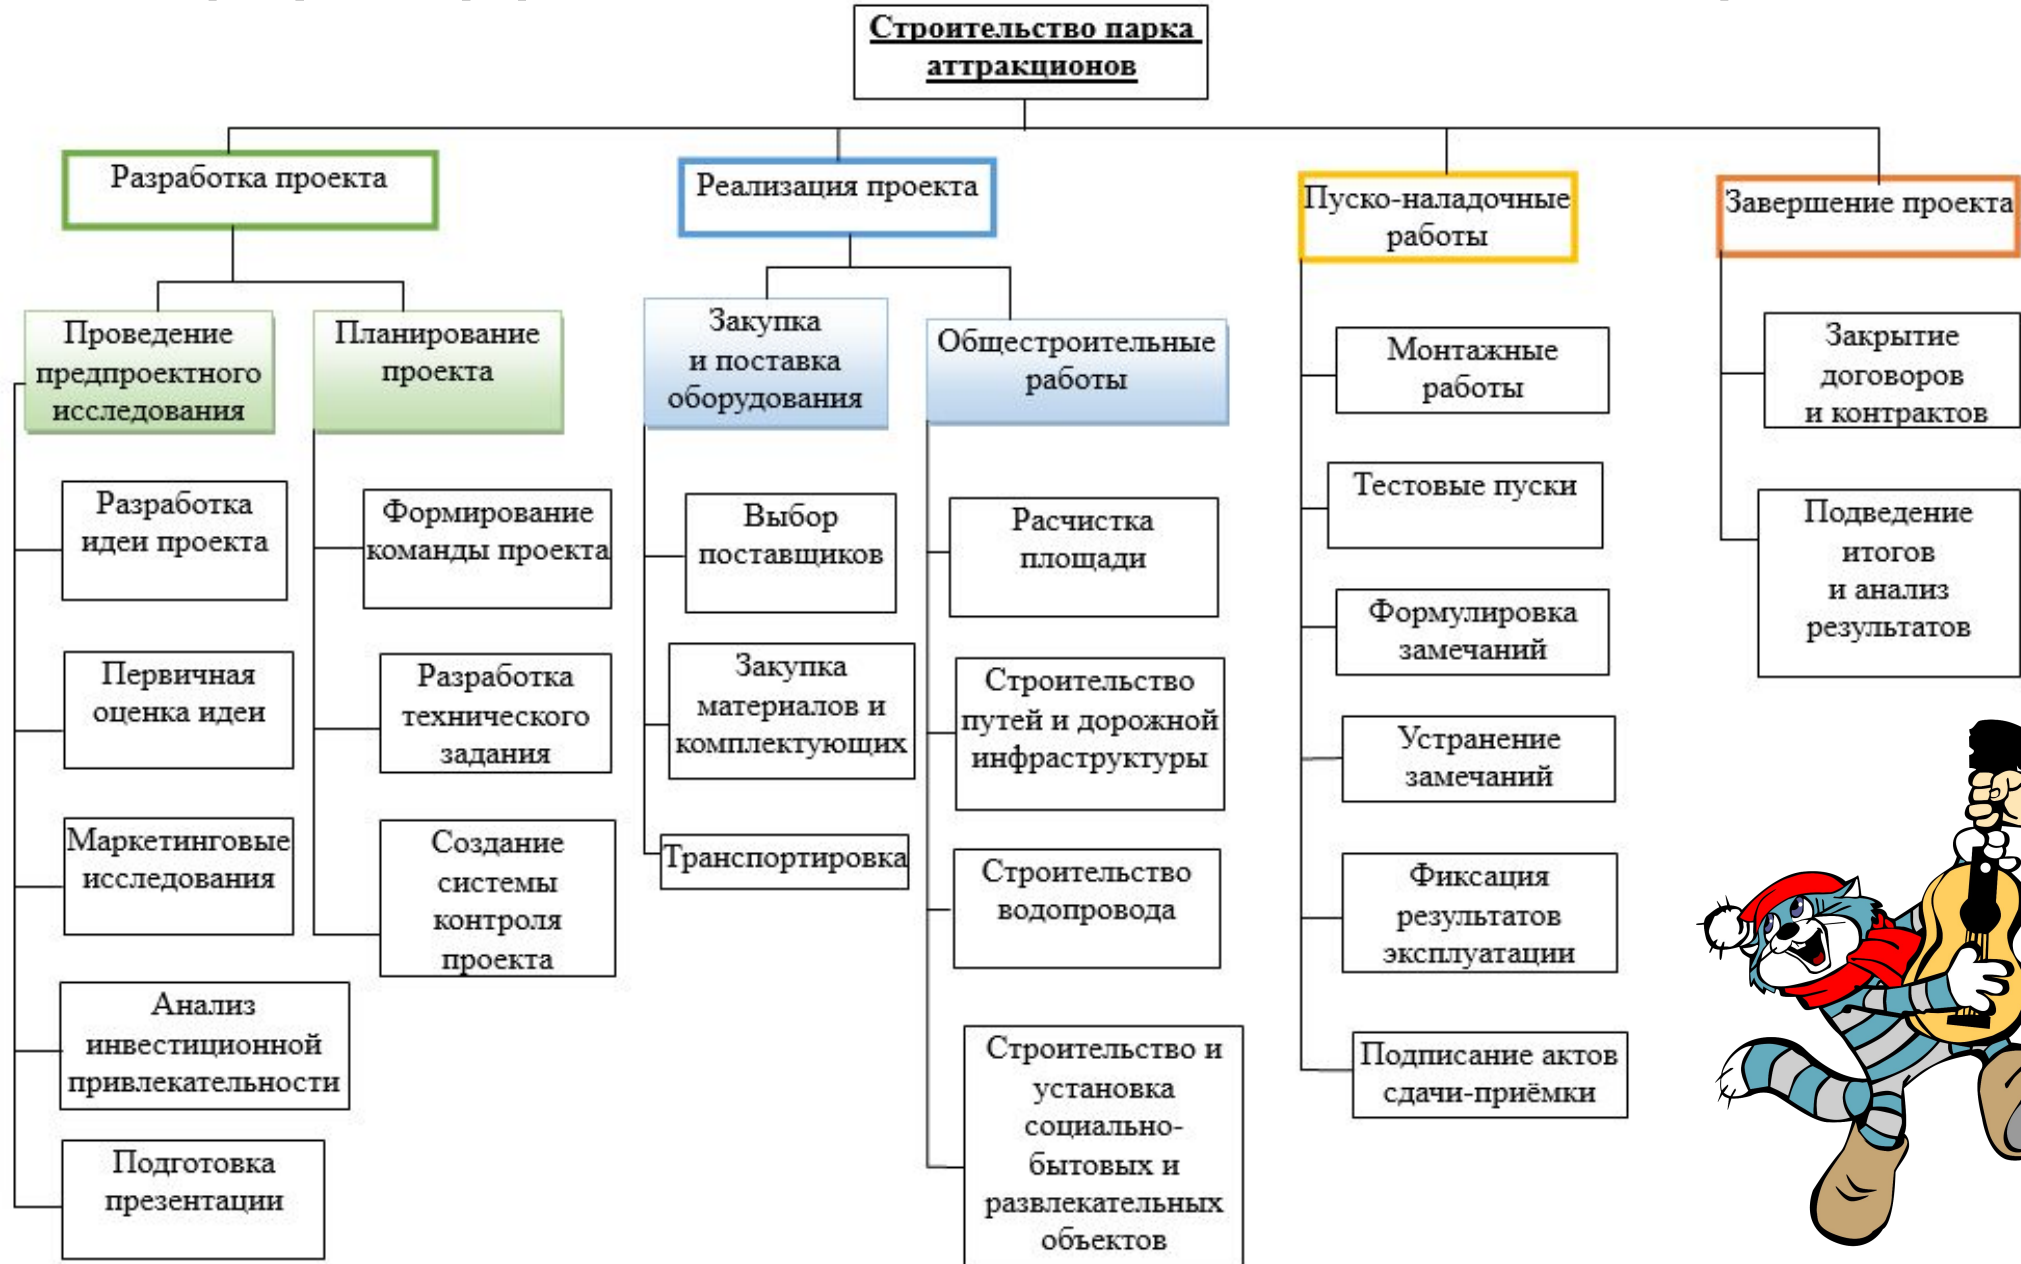 Строительство парка
аттракционов
Разработка проекта
Реализация проекта
Пуско-наладочные
работы
Завершение проекта
Проведение
предпроектного
исследования
Планирование
проекта
Закупка
и поставка
оборудования
Общестроительные
работы
Разработка
идеи проекта
Первичная
оценка идеи
Маркетинговые
исследования
Анализ
инвестиционной
привлекательности
Подготовка
презентации
Формирование
команды проекта
Разработка
технического
задания
Создание
системы
контроля
проекта
Выбор
поставщиков
Закупка
материалов и
комплектующих
Транспортировка
Расчистка
площади
Строительство
путей и дорожной
инфраструктуры
Строительство
водопровода
Строительство и
установка
социально-
бытовых и
развлекательных
объектов
Монтажные
работы
Тестовые пуски
Формулировка
замечаний
Устранение
замечаний
Фиксация
результатов
эксплуатации
Подписание актов
сдачи-приёмки
Закрытие
договоров
и контрактов
Подведение
итогов
и анализ
результатов